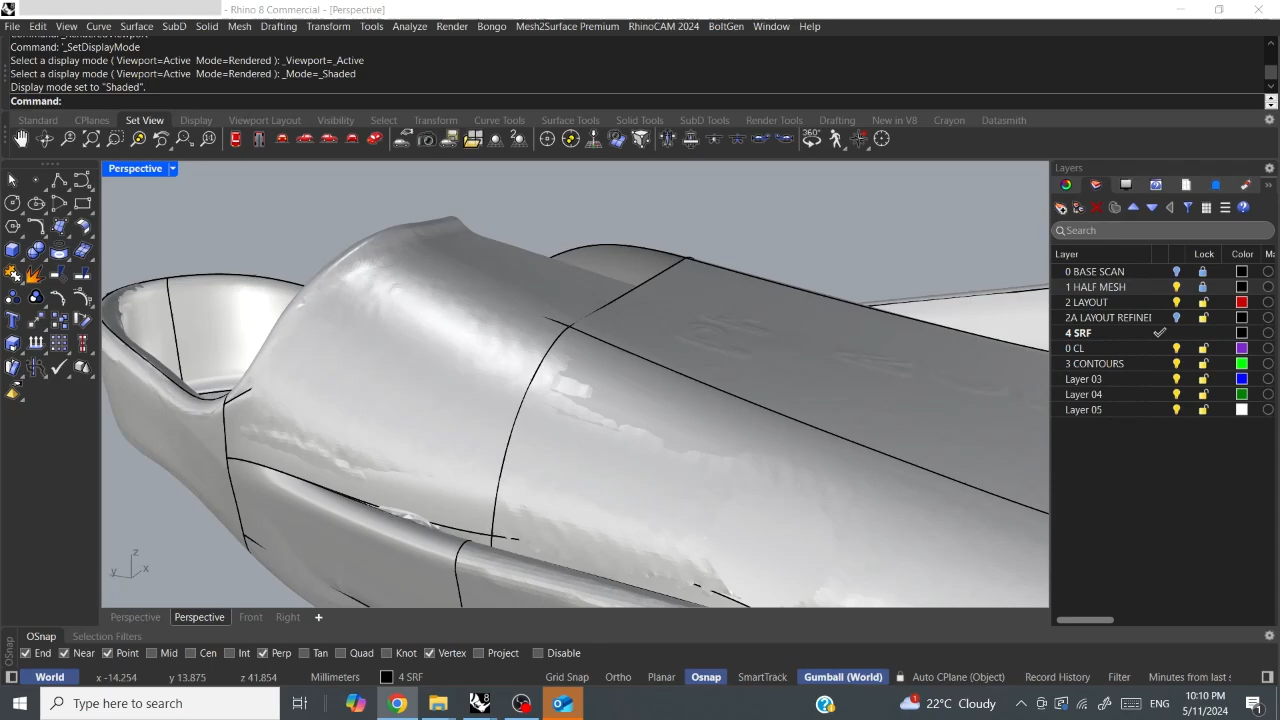 - Rhino 8 Commercial - [Perspective]
File Edit View Curve Surface SubD Solid Mesh Drafting Transform Tools Analyze Render Bongo Mesh2Surface Premium RhinoCAM 2024 BoltGen Window Help
Command: '_SetDisplayMode
Select a display mode ( Viewport=Active Mode=Rendered ): _Viewport=_Active
Select a display mode ( Viewport=Active Mode=Rendered ): _Mode=_Shaded
Display mode set to "Shaded".
Command:
Standard CPlanes Set View Display Viewport Layout Visibility Select Transform Curve Tools Surface Tools Solid Tools SubD Tools Render Tools Drafting New in V8 Crayon Datasmith
360°
Perspective
Layers
Search
Layer Lock Color
0 BASE SCAN
1 HALF MESH
2 LAYOUT
2A LAYOUT REFINEI
4 SRF
0 CL
3 CONTOURS
Layer 03
Layer 04
Layer 05
z
y x
Perspective Perspective Front Right
OSnap Selection Filters
OSnap
End Near Point Mid Cen Int Perp Tan Quad Knot Vertex Project Disable
World x -14.254 y 13.875 z 41.854 Millimeters 4 SRF Grid Snap Ortho Planar Osnap SmartTrack Gumball (World) Auto CPlane (Object) Record History Filter Minutes from last s
Type here to search
22°C Cloudy
ENG
10:10 PM
5/11/2024